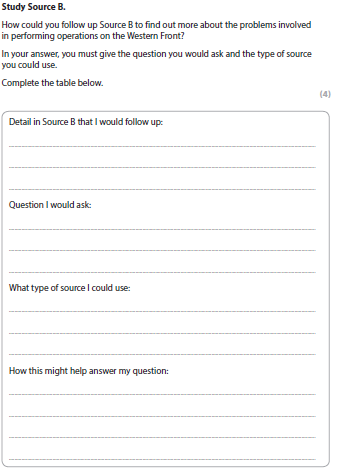 Study Source B.
How could you follow up Source B to find out more about the problems involved
in performing operations on the Western Front?
In your answer, you must give the question you would ask and the type of source
you could use.
Complete the table below.
(4)
Detail in Source B that I would follow up:
Question I would ask:
What type of source I could use:
How this might help answer my question: